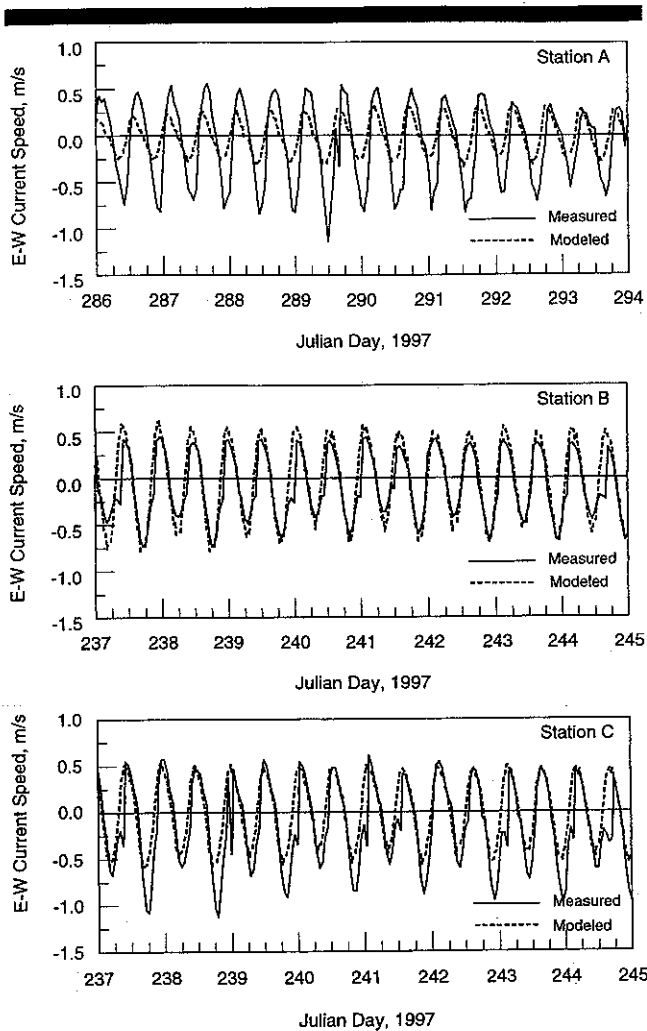 1.0
Station A
0.5
0.0
-0.5
-1.0
-1.5
E-W Current Speed, m/s
Measured
Modeled
286 287 288 289 290 291 292 293 294
Julian Day, 1997
1.0
Station B
0.5
0.0
-0.5
-1.0
-1.5
E-W Current Speed, m/s
Measured
Modeled
237 238 239 240 241 242 243 244 245
Julian Day, 1997
1.0
Station C
0.5
0.0
-0.5
-1.0
-1.5
E-W Current Speed, m/s
Measured
Modeled
237 238 239 240 241 242 243 244 245
Julian Day, 1997